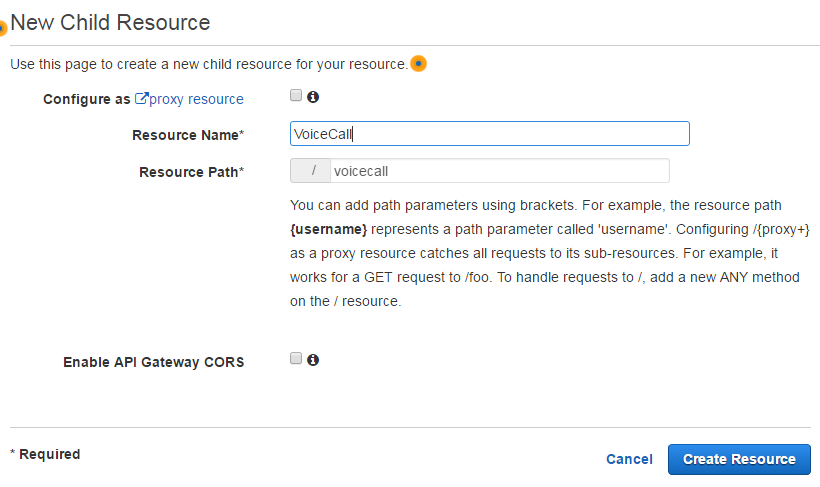 New Child Resource
Use this page to create a new child resource for your resource.
Configure as proxy resource
Resource Name*
VoiceCall
Resource Path*
/ voicecall
You can add path parameters using brackets. For example, the resource path
{username} represents a path parameter called 'username'. Configuring /{proxy+}
as a proxy resource catches all requests to its sub-resources. For example, it
works for a GET request to /foo. To handle requests to /, add a new ANY method
on the / resource.
Enable API Gateway CORS
* Required
Cancel
Create Resource